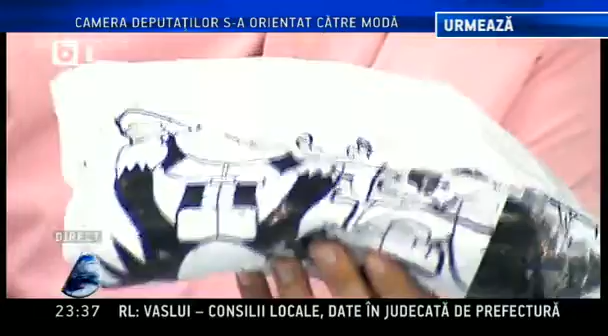 CAMERA DEPUTAȚILOR S-A ORIENTAT CĂTRE MODĂ
URMEAZĂ
B1
DIRECT
23:37 RL: VASLUI – CONSILII LOCALE, DATE ÎN JUDECATĂ DE PREFECTURĂ